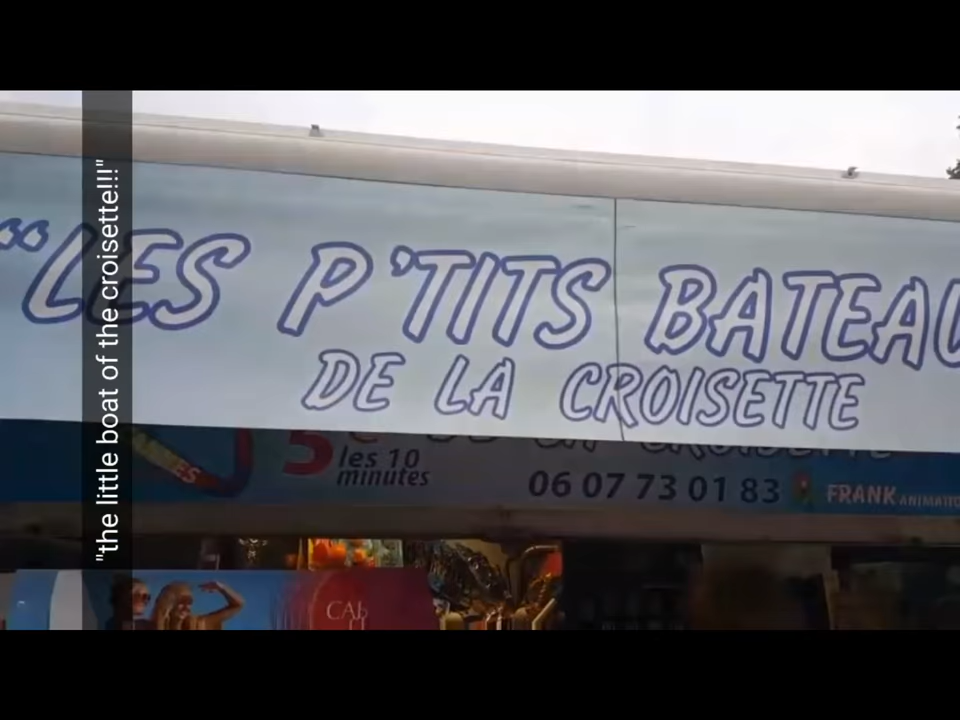 "the little boat of the croisette!!!"
“LES P'TITS BATEAU
DE LA CROISETTE
5€
les 10
minutes
06 07 73 01 83
FRANK